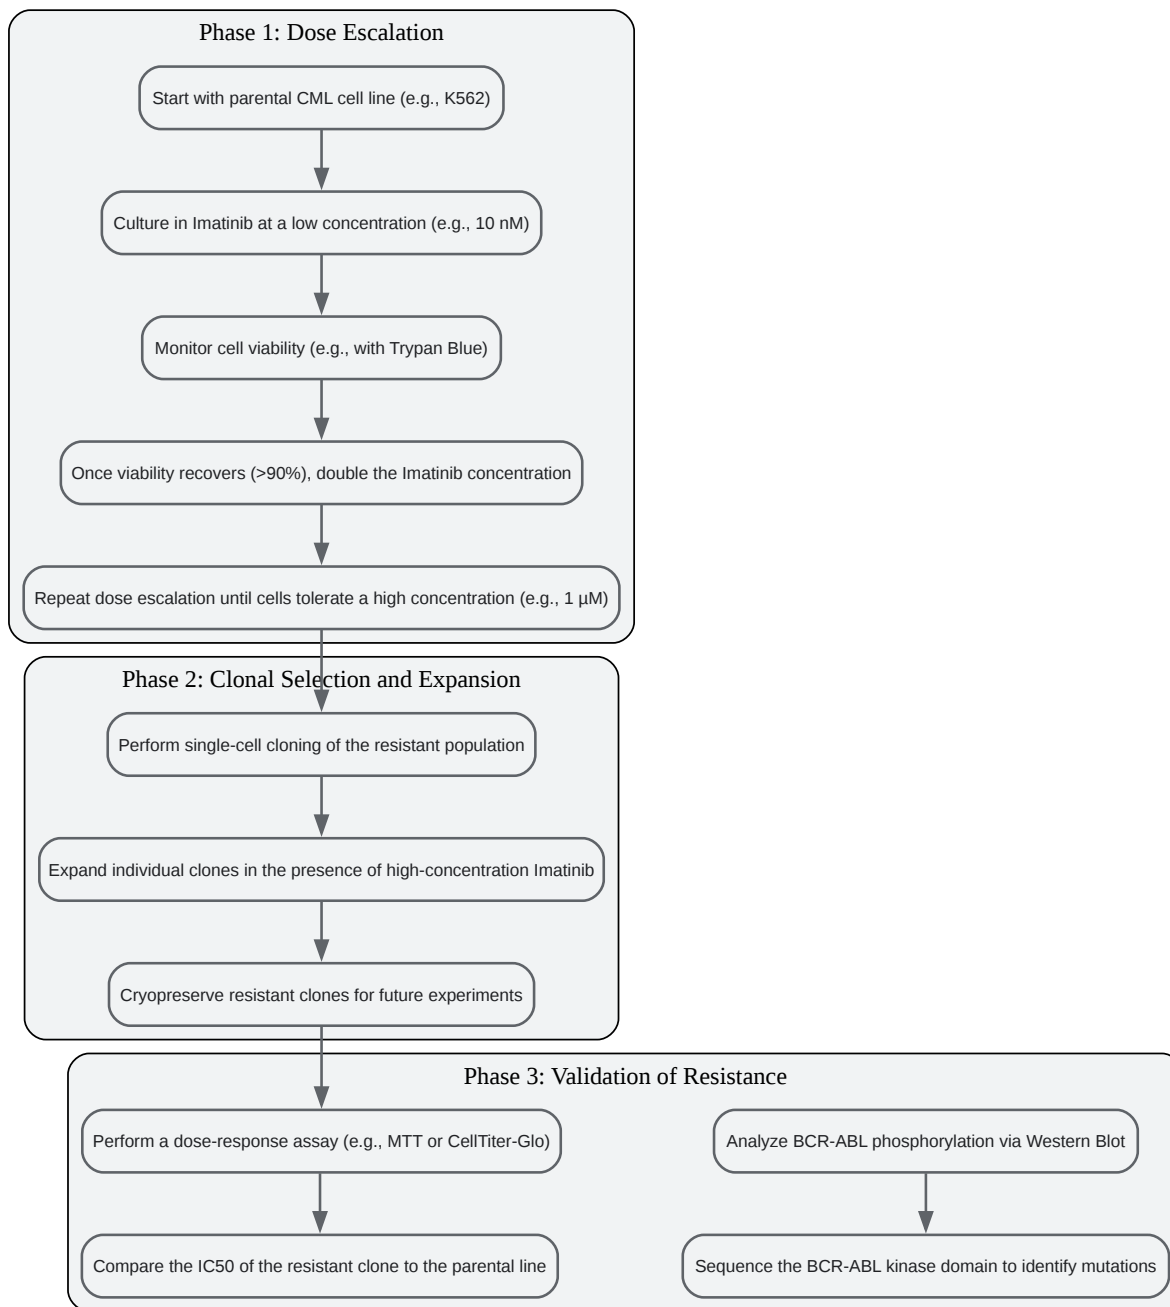 Phase 1: Dose Escalation
Start with parental CML cell line (e.g., K562)
Culture in Imatinib at a low concentration (e.g., 10 nM)
Monitor cell viability (e.g., with Trypan Blue)
Once viability recovers (>90%), double the Imatinib concentration
Repeat dose escalation until cells tolerate a high concentration (e.g., 1 µM)
Phase 2: Clonal Selection and Expansion
Perform single-cell cloning of the resistant population
Expand individual clones in the presence of high-concentration Imatinib
Cryopreserve resistant clones for future experiments
Phase 3: Validation of Resistance
Perform a dose-response assay (e.g., MTT or CellTiter-Glo)
Compare the IC50 of the resistant clone to the parental line
Analyze BCR-ABL phosphorylation via Western Blot
Sequence the BCR-ABL kinase domain to identify mutations